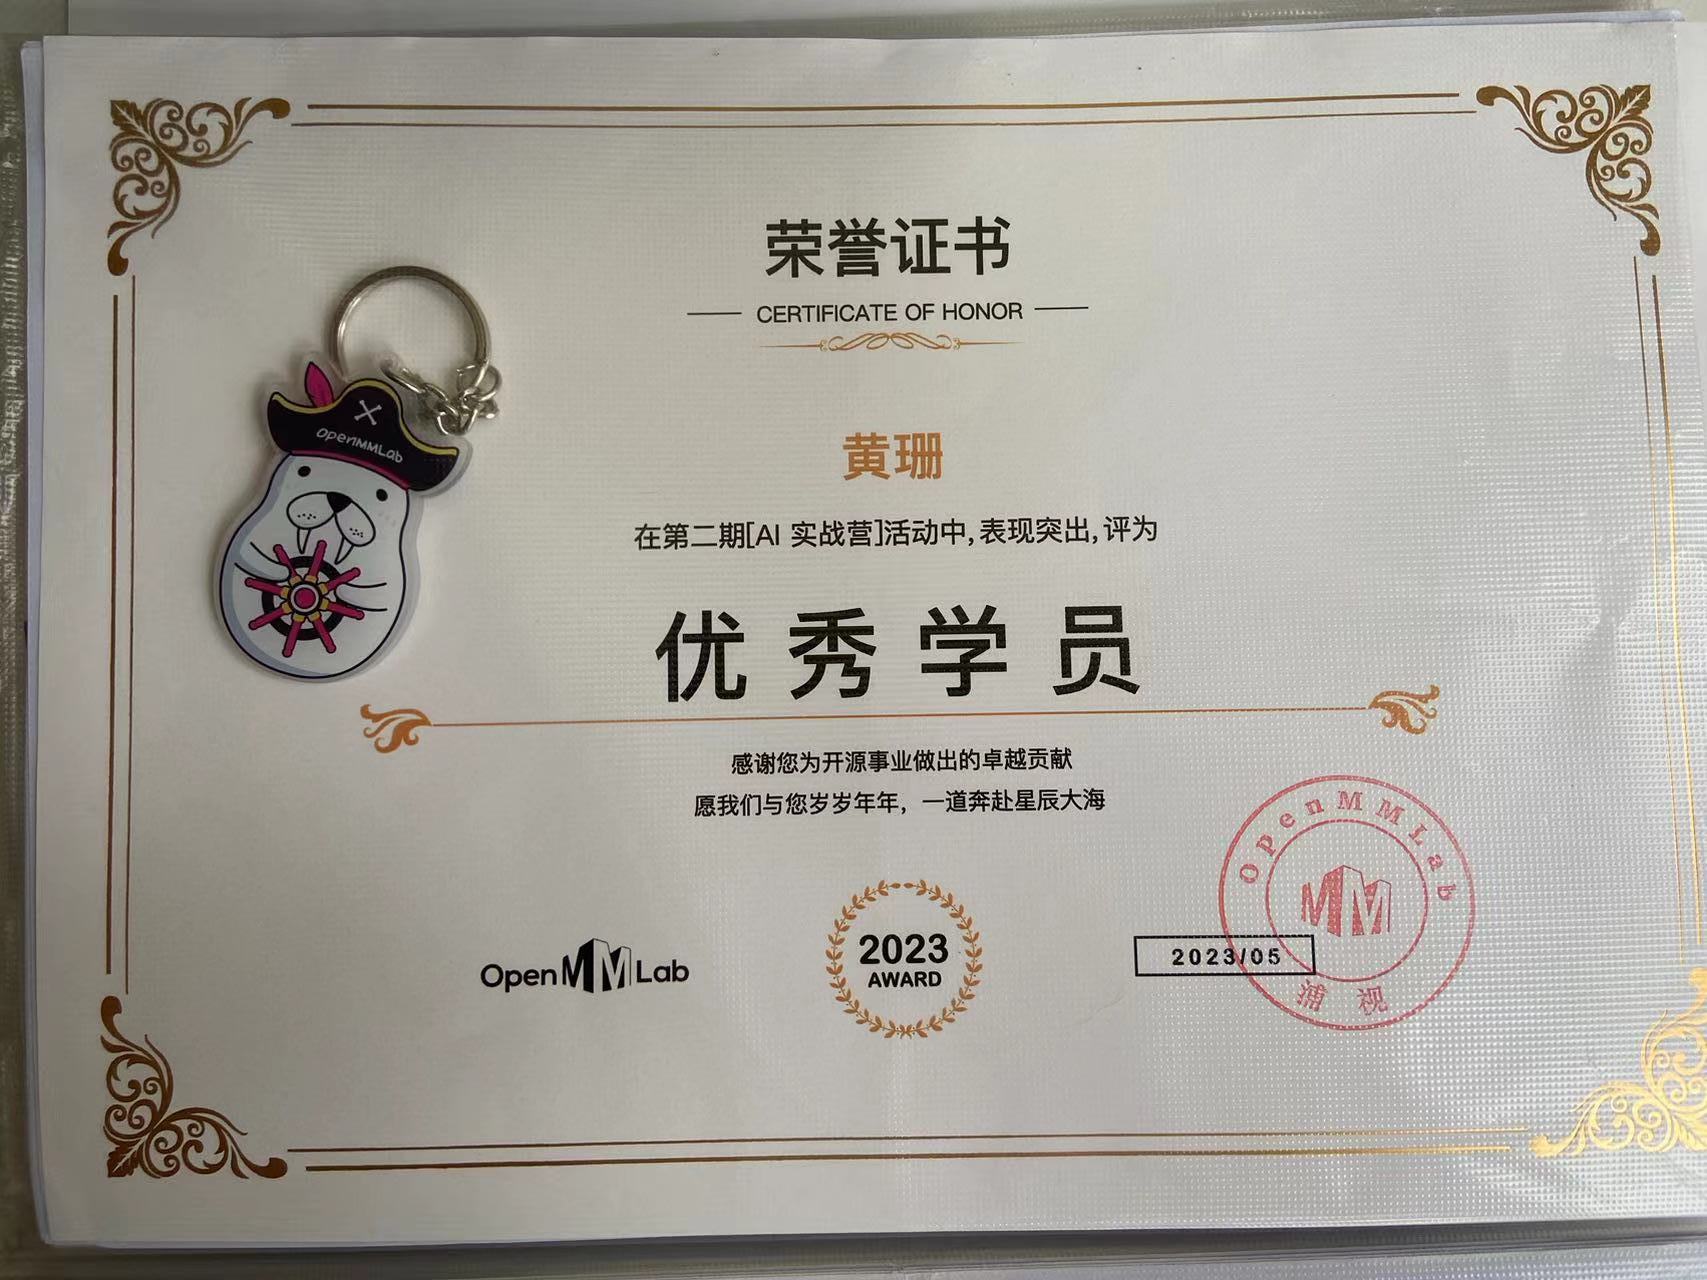 荣誉证书
CERTIFICATE OF HONOR
openMMLab
黄珊
在第二期[AI 实战营]活动中,表现突出,评为
优秀学员
感谢您为开源事业做出的卓越贡献
愿我们与您岁岁年年，一道奔赴星辰大海
OpenMMLab
2023
AWARD
2023/05
OpenMMLab
MM
浦视